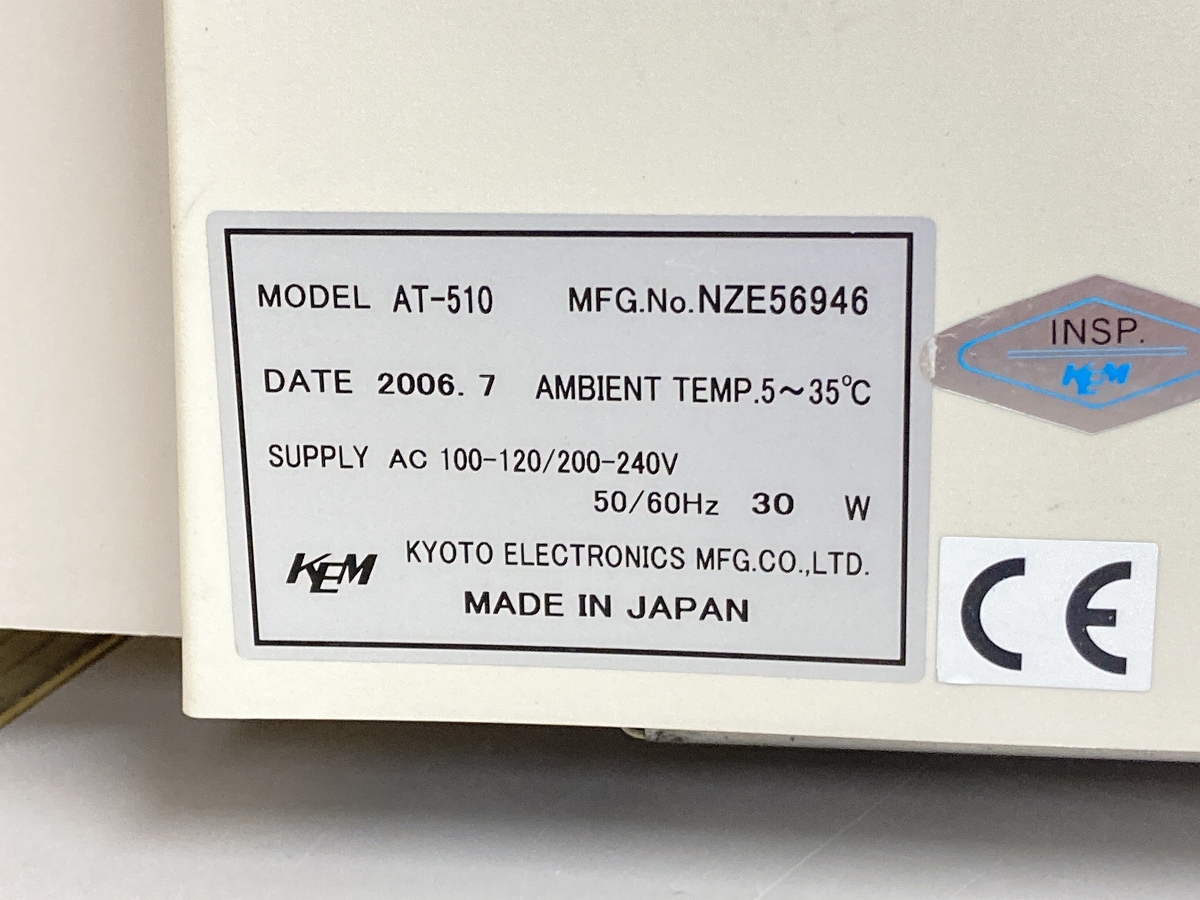 MODEL AT-510 MFG.No.NZE56946
DATE 2006. 7 AMBIENT TEMP.5～35℃
SUPPLY AC 100-120/200-240V
50/60Hz 30 W
KEM KYOTO ELECTRONICS MFG.CO.,LTD.
MADE IN JAPAN
INSP.
KEM
CE